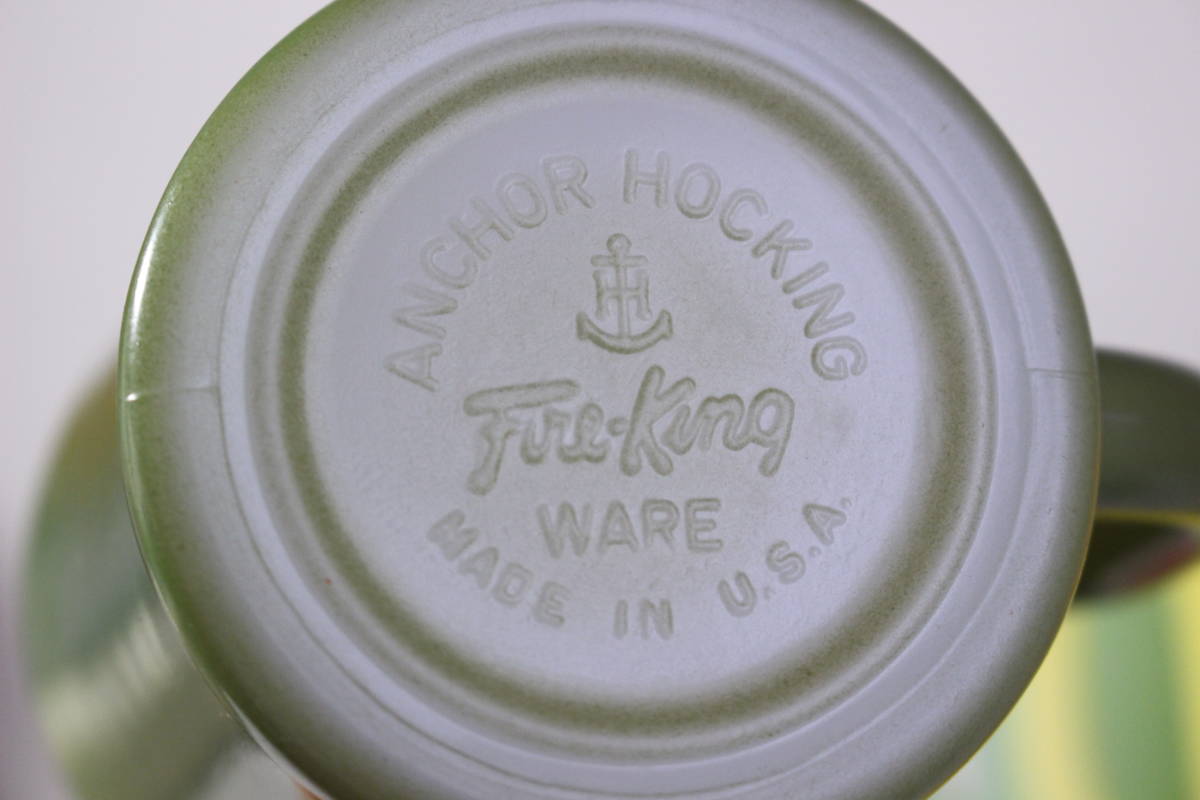 ANCHOR HOCKING
H
Fire-King
WARE
MADE IN U.S.A.